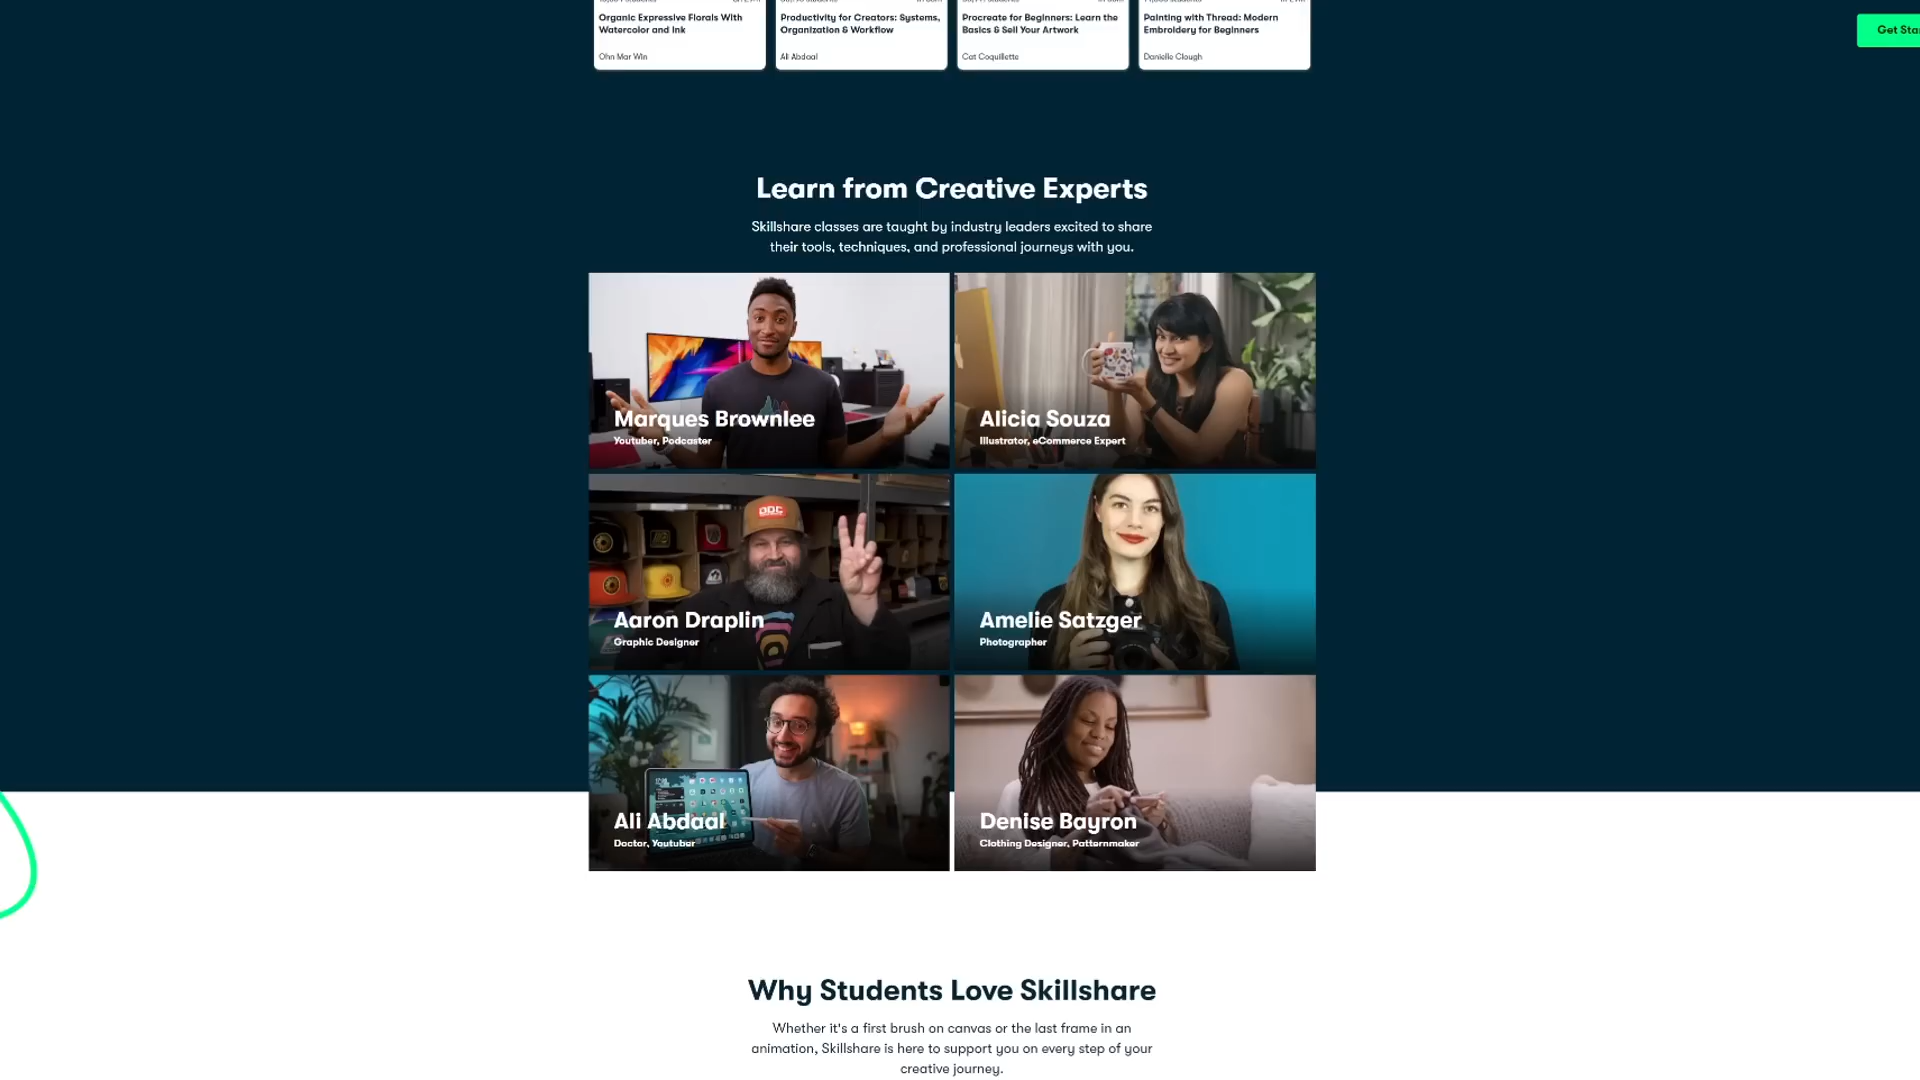 Organic Expressive Florals With
Watercolor and Ink
Ohn Mar Win
Productivity for Creators: Systems,
Organization & Workflow
Ali Abdaal
Procreate for Beginners: Learn the
Basics & Sell Your Artwork
Cat Coquillette
Painting with Thread: Modern
Embroidery for Beginners
Danielle Clough
Get Sta
Learn from Creative Experts
Skillshare classes are taught by industry leaders excited to share
their tools, techniques, and professional journeys with you.
Marques Brownlee
Youtuber, Podcaster
Alicia Souza
Illustrator, eCommerce Expert
DDC
Aaron Draplin
Graphic Designer
Amelie Satzger
Photographer
Ali Abdaal
Doctor, Youtuber
Denise Bayron
Clothing Designer, Patternmaker
Why Students Love Skillshare
Whether it's a first brush on canvas or the last frame in an
animation, Skillshare is here to support you on every step of your
creative journey.